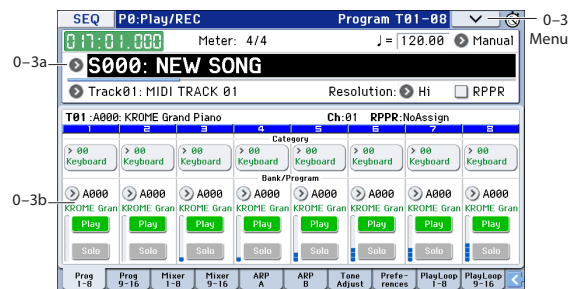 SEQ P0:Play/REC Program T01-08
0–3
Menu
017:01.000 Meter: 4/4 ♩= 120.00 Manual
0–3a
S000: NEW SONG
Track01: MIDI TRACK 01 Resolution: Hi RPPR
T01 :A000: KROME Grand Piano Ch:01 RPPR:NoAssign
1 2 3 4 5 6 7 8
Category
> 00 > 00 > 00 > 00 > 00 > 00 > 00 > 00
Keyboard Keyboard Keyboard Keyboard Keyboard Keyboard Keyboard Keyboard
Bank/Program
0–3b
A000 A000 A000 A000 A000 A000 A000 A000
KROME Gran KROME Gran KROME Gran KROME Gran KROME Gran KROME Gran KROME Gran KROME Gran
Play Play Play Play Play Play Play Play
Solo Solo Solo Solo Solo Solo Solo Solo
Prog Prog Mixer Mixer ARP ARP Tone Prefe- PlayLoop PlayLoop
1-8 9-16 1-8 9-16 A B Adjust rences 1-8 9-16